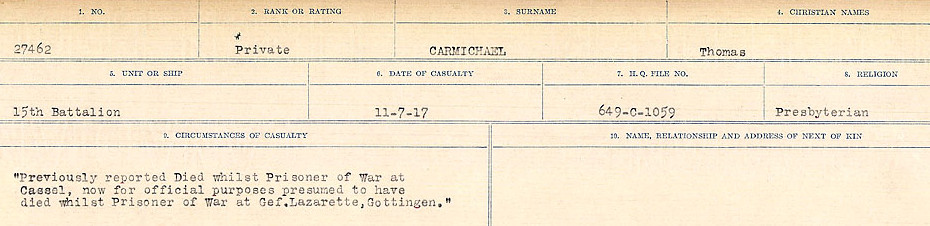 1. NO.
2. RANK OR RATING
3. SURNAME
4. CHRISTIAN NAMES
27462
* Private
CARMICHAEL
Thomas
5. UNIT OR SHIP
6. DATE OF CASUALTY
7. H.Q. FILE NO.
8. RELIGION
15th Battalion
11-7-17
649-C-1059
Presbyterian
9. CIRCUMSTANCES OF CASUALTY
10. NAME, RELATIONSHIP AND ADDRESS OF NEXT OF KIN
"Previously reported Died whilst Prisoner of War at
Cassel, now for official purposes presumed to have
died whilst Prisoner of War at Gef.Lazarette,Gottingen."